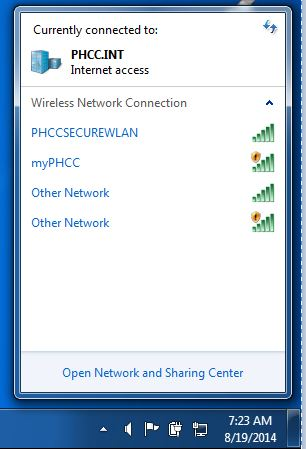 Currently connected to:
PHCC.INT
Internet access
Wireless Network Connection
PHCCSECUREWLAN
myPHCC
Other Network
Other Network
Open Network and Sharing Center
7:23 AM
8/19/2014